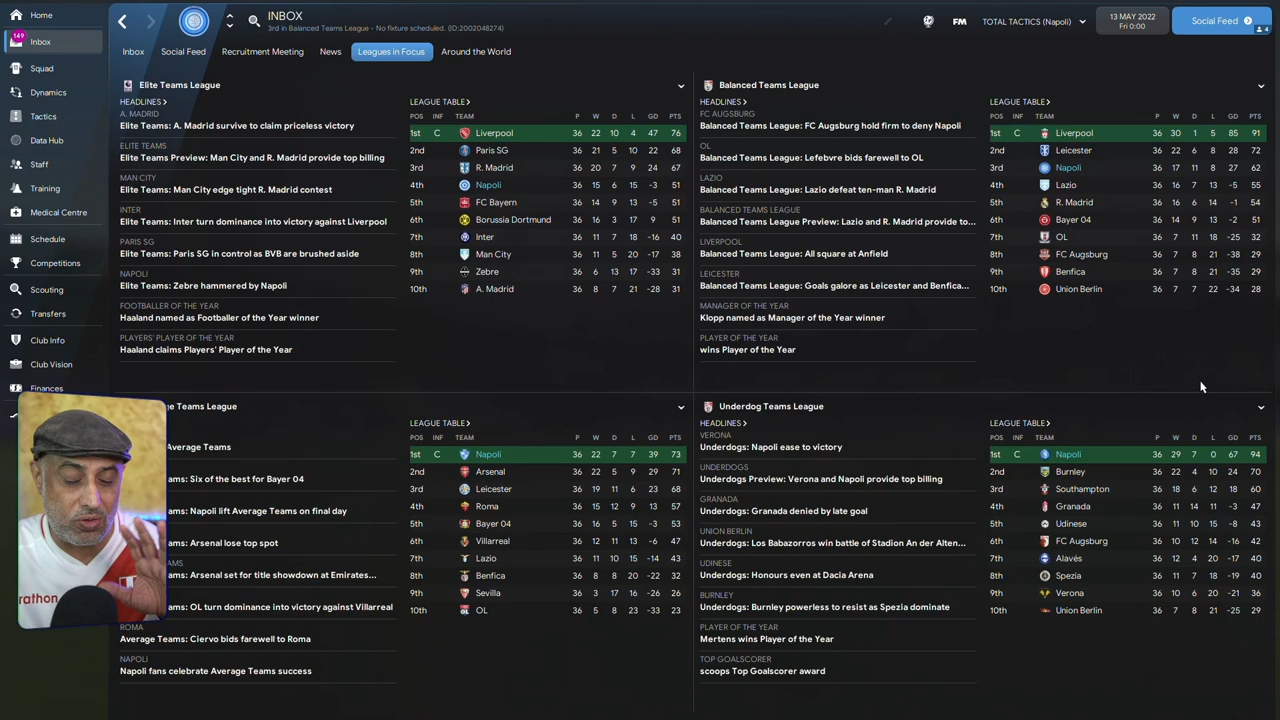 Home
149
Inbox
Squad
Dynamics
Tactics
Data Hub
Staff
Training
Medical Centre
Schedule
Competitions
Scouting
Transfers
Club Info
Club Vision
Finances
INBOX
3rd in Balanced Teams League - No fixture scheduled. (ID:2002048274)
FM
TOTAL TACTICS (Napoli)
13 MAY 2022
Fri 0:00
Social Feed
4
Inbox Social Feed Recruitment Meeting News Leagues in Focus Around the World
Elite Teams League
HEADLINES
A. MADRID
Elite Teams: A. Madrid survive to claim priceless victory
ELITE TEAMS
Elite Teams Preview: Man City and R. Madrid provide top billing
MAN CITY
Elite Teams: Man City edge tight R. Madrid contest
INTER
Elite Teams: Inter turn dominance into victory against Liverpool
PARIS SG
Elite Teams: Paris SG in control as BVB are brushed aside
NAPOLI
Elite Teams: Zebre hammered by Napoli
FOOTBALLER OF THE YEAR
Haaland named as Footballer of the Year winner
PLAYERS' PLAYER OF THE YEAR
Haaland claims Players' Player of the Year
LEAGUE TABLE
POS INF TEAM P W D L GD PTS
1st C Liverpool 36 22 10 4 47 76
2nd Paris SG 36 21 5 10 22 68
3rd R. Madrid 36 20 7 9 24 67
4th Napoli 36 15 6 15 -3 51
5th FC Bayern 36 14 9 13 -5 51
6th Borussia Dortmund 36 16 3 17 9 51
7th Inter 36 11 7 18 -16 40
8th Man City 36 11 5 20 -17 38
9th Zebre 36 6 13 17 -33 31
10th A. Madrid 36 8 7 21 -28 31
Balanced Teams League
HEADLINES
FC AUGSBURG
Balanced Teams League: FC Augsburg hold firm to deny Napoli
OL
Balanced Teams League: Lefebvre bids farewell to OL
LAZIO
Balanced Teams League: Lazio defeat ten-man R. Madrid
BALANCED TEAMS LEAGUE
Balanced Teams League Preview: Lazio and R. Madrid provide to...
LIVERPOOL
Balanced Teams League: All square at Anfield
LEICESTER
Balanced Teams League: Goals galore as Leicester and Benfica...
MANAGER OF THE YEAR
Klopp named as Manager of the Year winner
PLAYER OF THE YEAR
wins Player of the Year
LEAGUE TABLE
POS INF TEAM P W D L GD PTS
1st C Liverpool 36 30 1 5 85 91
2nd Leicester 36 22 6 8 28 72
3rd Napoli 36 17 11 8 27 62
4th Lazio 36 16 7 13 -5 55
5th R. Madrid 36 16 6 14 -1 54
6th Bayer 04 36 14 9 13 -2 51
7th OL 36 7 11 18 -25 32
8th FC Augsburg 36 7 8 21 -38 29
9th Benfica 36 7 8 21 -35 29
10th Union Berlin 36 7 7 22 -34 28
ge Teams League
Average Teams
ams: Six of the best for Bayer 04
ams: Napoli lift Average Teams on final day
ams: Arsenal lose top spot
AMS
ams: Arsenal set for title showdown at Emirates...
ams: OL turn dominance into victory against Villarreal
ROMA
Average Teams: Ciervo bids farewell to Roma
NAPOLI
Napoli fans celebrate Average Teams success
LEAGUE TABLE
POS INF TEAM P W D L GD PTS
1st C Napoli 36 22 7 7 39 73
2nd Arsenal 36 22 5 9 29 71
3rd Leicester 36 19 11 6 23 68
4th Roma 36 15 12 9 13 57
5th Bayer 04 36 16 5 15 -3 53
6th Villarreal 36 12 11 13 -6 47
7th Lazio 36 11 10 15 -14 43
8th Benfica 36 8 8 20 -22 32
9th Sevilla 36 3 17 16 -26 26
10th OL 36 5 8 23 -33 23
Underdog Teams League
HEADLINES
VERONA
Underdogs: Napoli ease to victory
UNDERDOGS
Underdogs Preview: Verona and Napoli provide top billing
GRANADA
Underdogs: Granada denied by late goal
UNION BERLIN
Underdogs: Los Babazorros win battle of Stadion An der Alten...
UDINESE
Underdogs: Honours even at Dacia Arena
BURNLEY
Underdogs: Burnley powerless to resist as Spezia dominate
PLAYER OF THE YEAR
Mertens wins Player of the Year
TOP GOALSCORER
scoops Top Goalscorer award
LEAGUE TABLE
POS INF TEAM P W D L GD PTS
1st C Napoli 36 29 7 0 67 94
2nd Burnley 36 22 4 10 24 70
3rd Southampton 36 18 6 12 18 60
4th Granada 36 11 14 11 -3 47
5th Udinese 36 11 10 15 -8 43
6th FC Augsburg 36 10 12 14 -16 42
7th Alavés 36 12 4 20 -17 40
8th Spezia 36 11 7 18 -19 40
9th Verona 36 10 6 20 -21 36
10th Union Berlin 36 7 8 21 -25 29
arathon